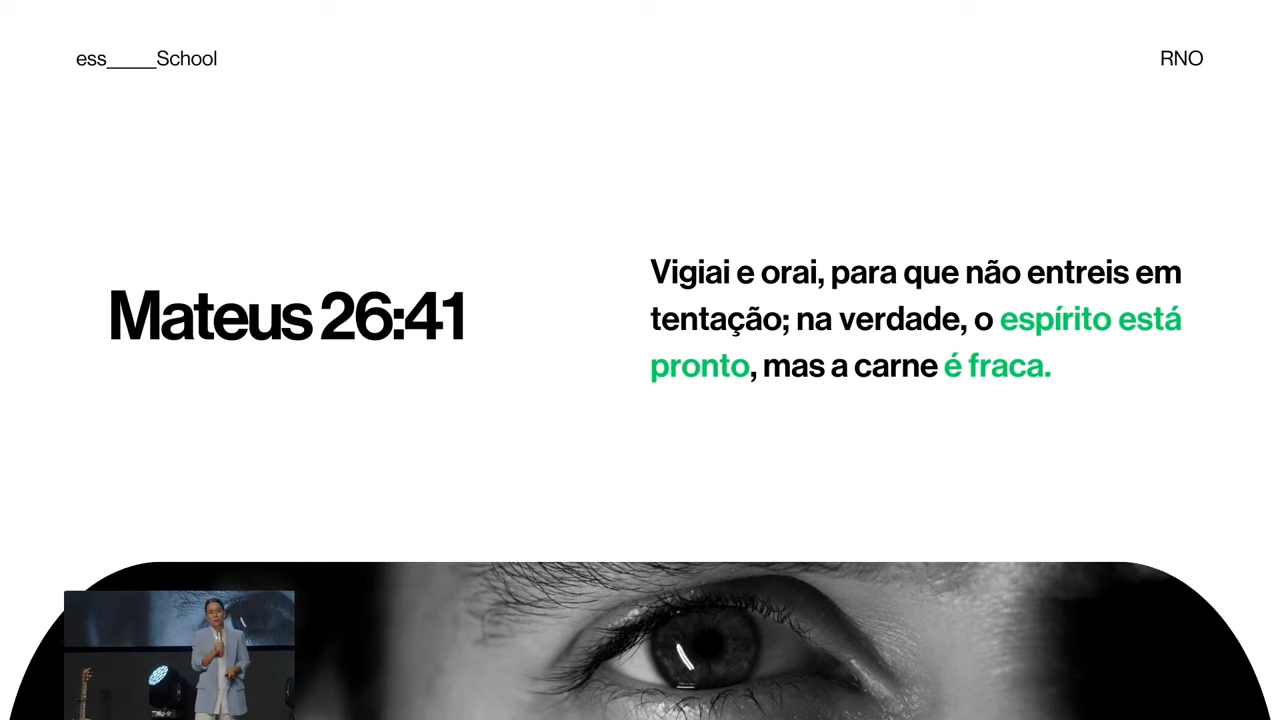 ess____School
RNO
Mateus 26:41
Vigiai e orai, para que não entreis em
tentação; na verdade, o espírito está
pronto, mas a carne é fraca.